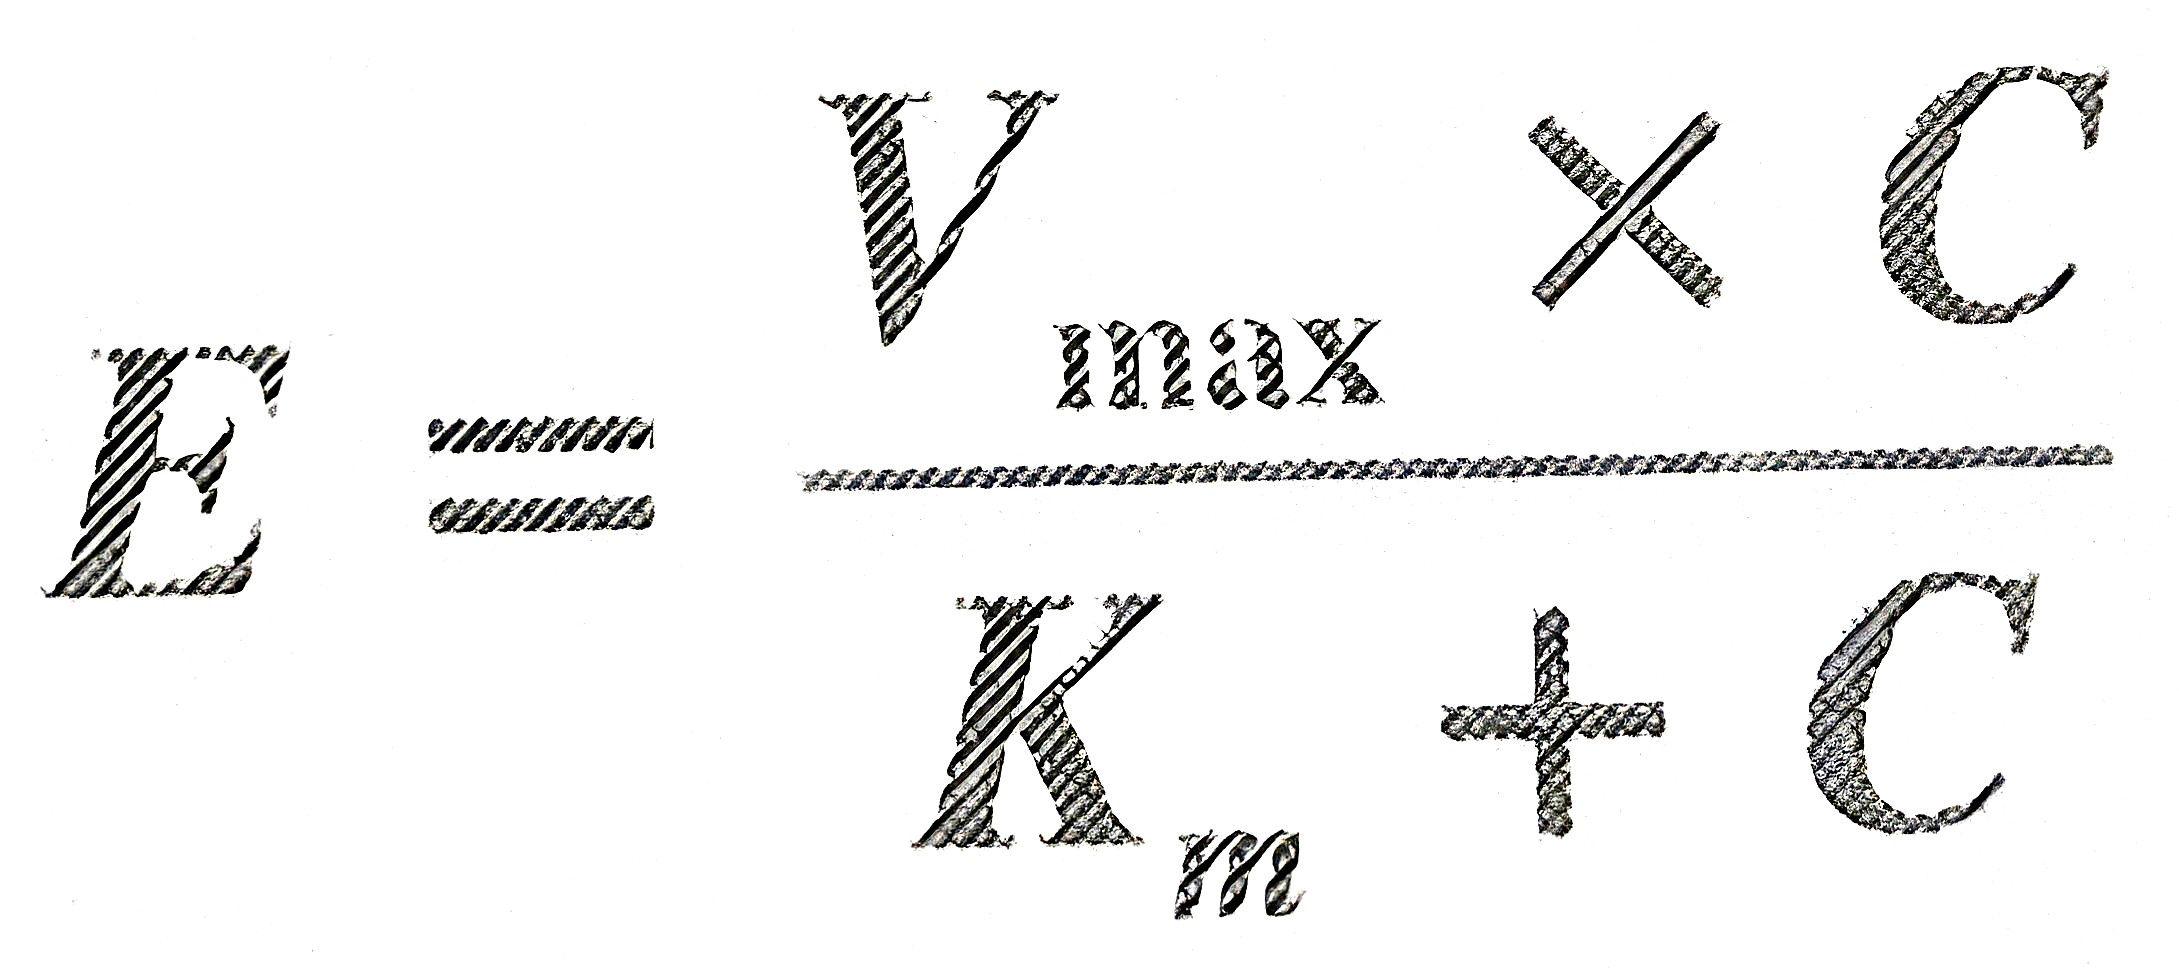 E = V max × C
K m + C